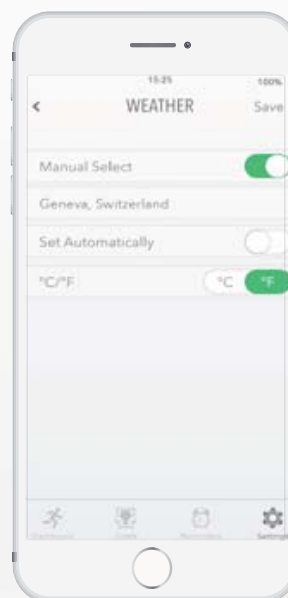 15:25 100%
< WEATHER Save
Manual Select
Geneva, Switzerland
Set Automatically
°C/°F °C °F
Settings